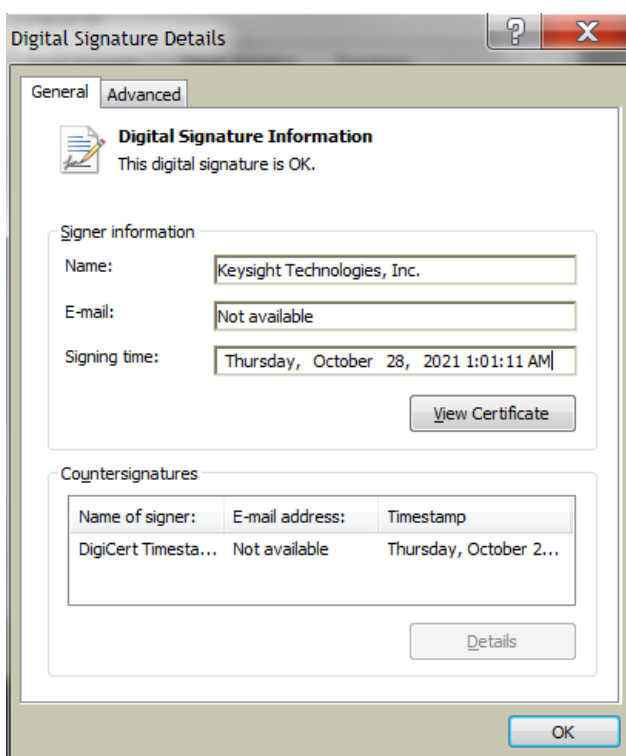 Digital Signature Details
General Advanced
Digital Signature Information
This digital signature is OK.
Signer information
Name: Keysight Technologies, Inc.
E-mail: Not available
Signing time: Thursday, October 28, 2021 1:01:11 AM
View Certificate
Countersignatures
Name of signer: E-mail address: Timestamp
DigiCert Timesta... Not available Thursday, October 2...
Details
OK